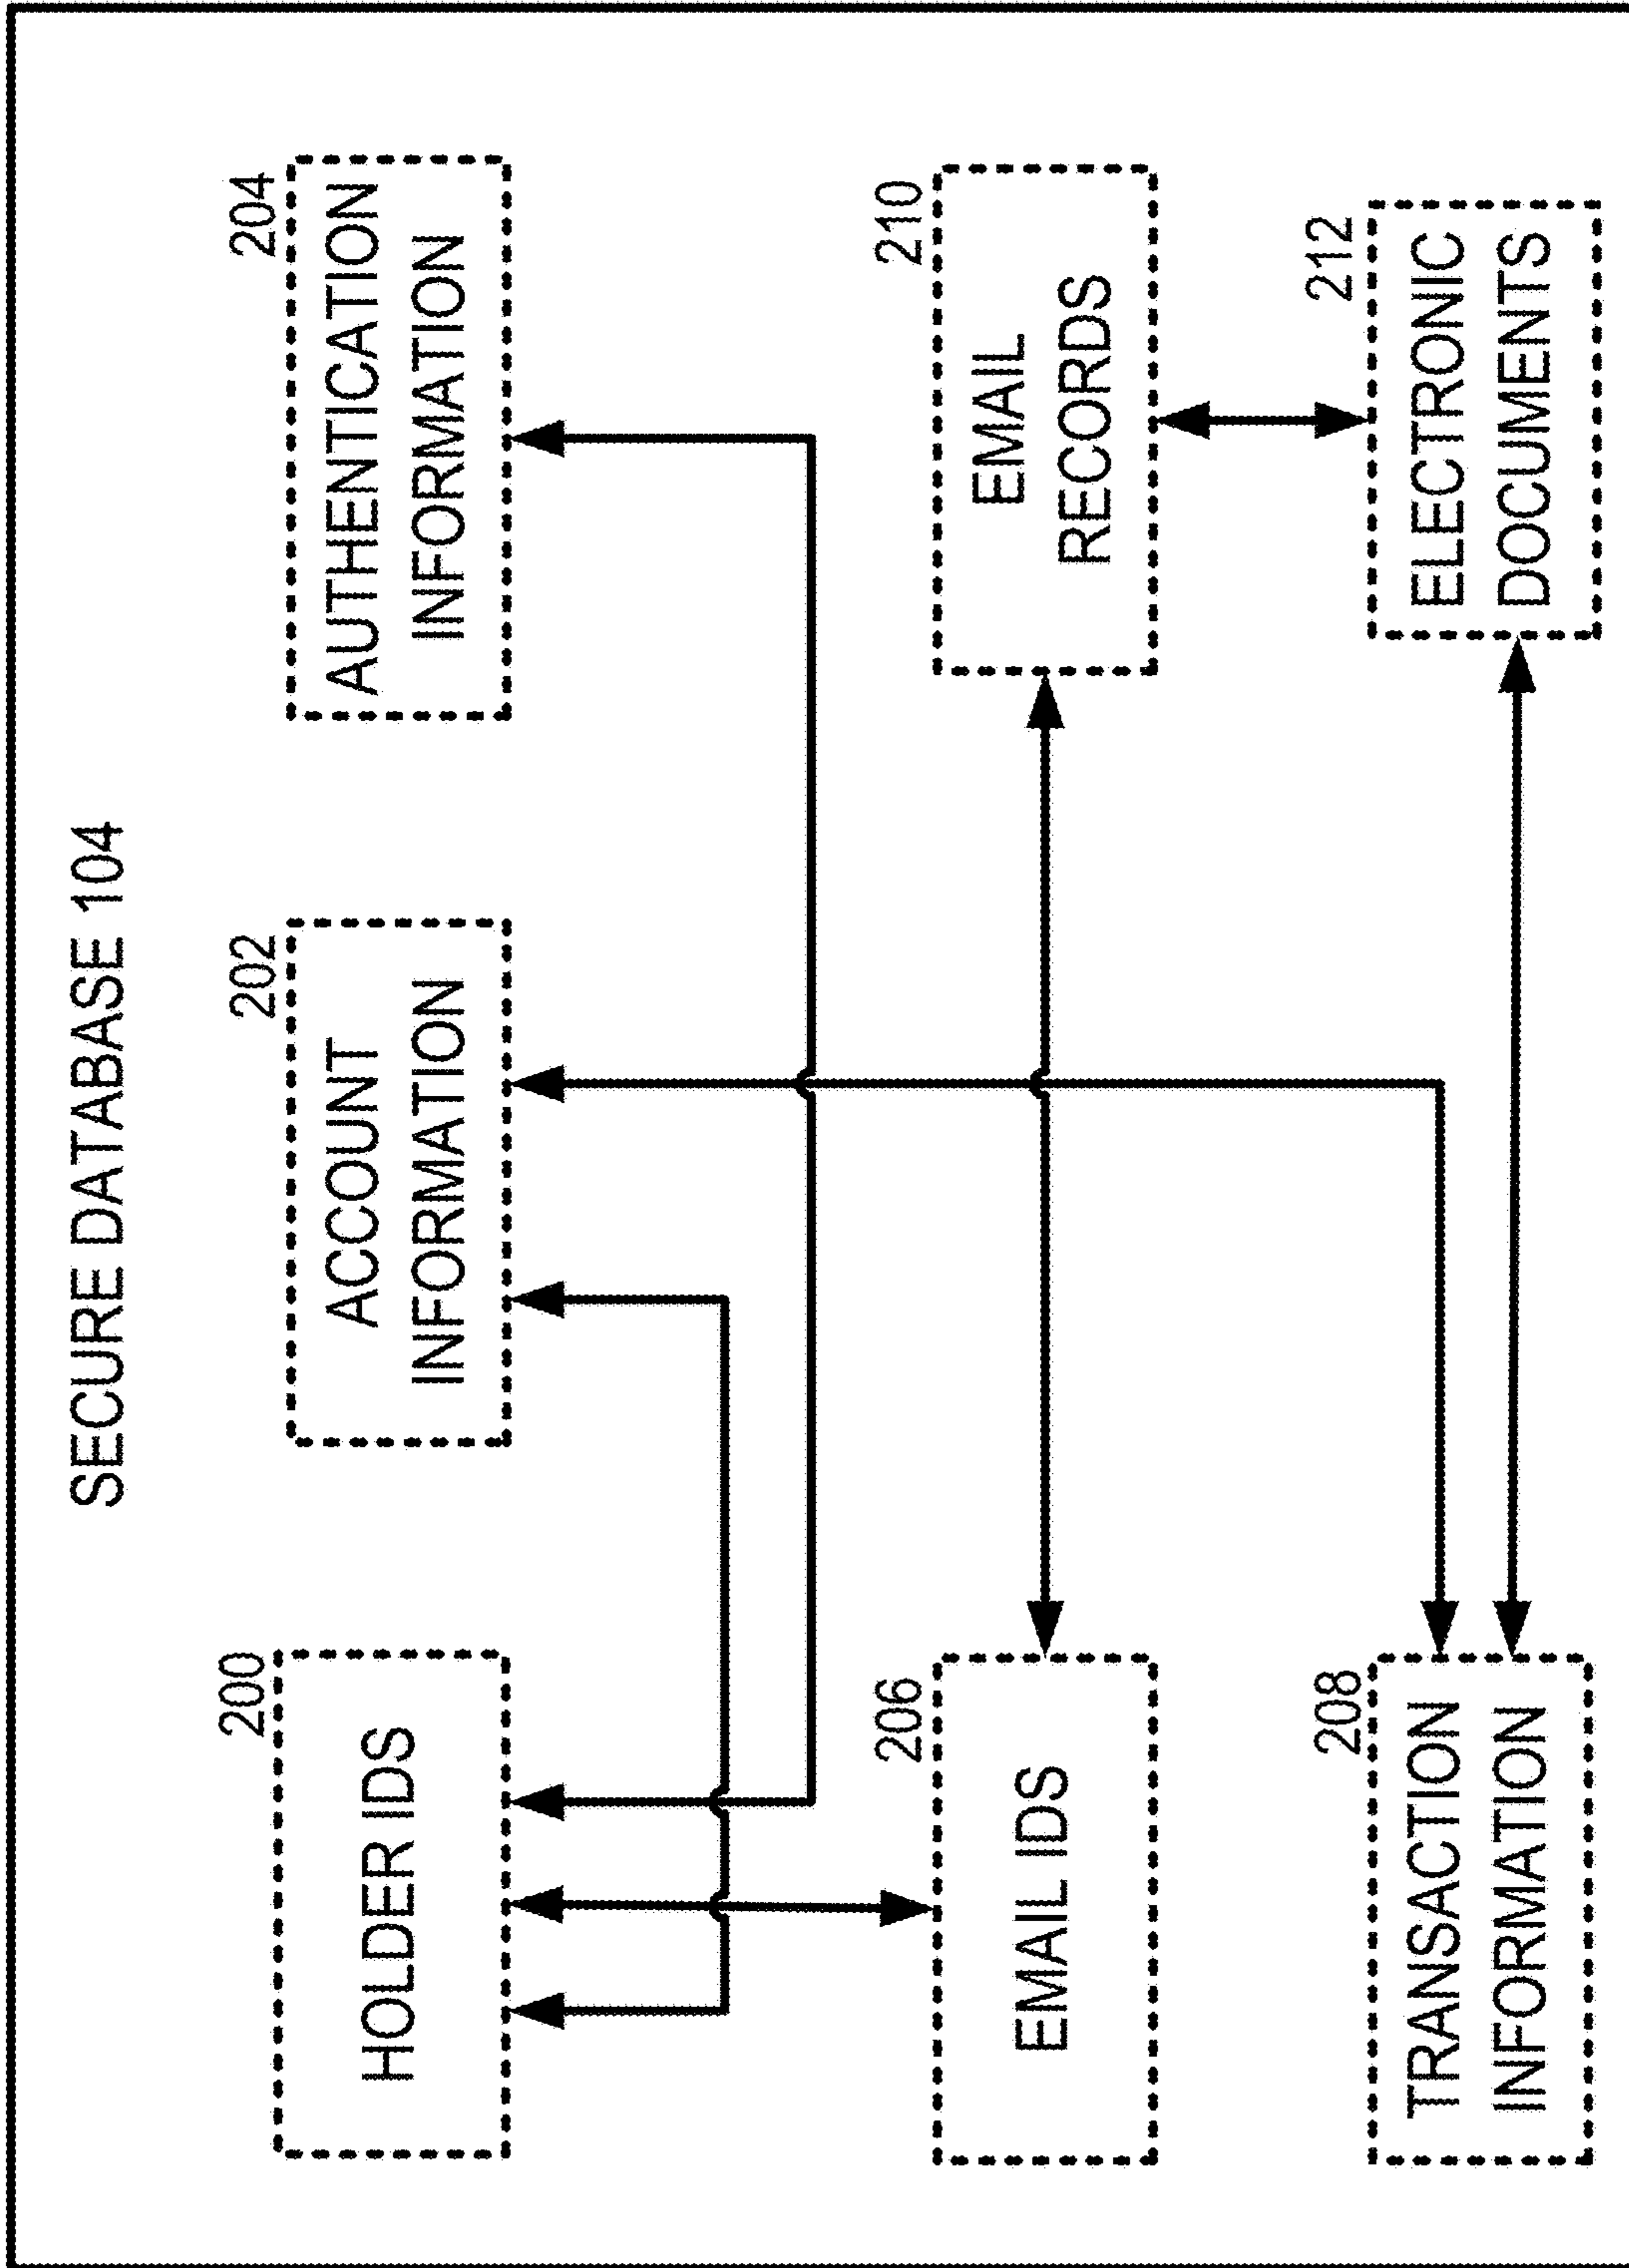 SECURE DATABASE 104
200
HOLDER IDS
202
ACCOUNT
INFORMATION
204
AUTHENTICATION
INFORMATION
206
EMAIL IDS
210
EMAIL
RECORDS
208
TRANSACTION
INFORMATION
212
ELECTRONIC
DOCUMENTS